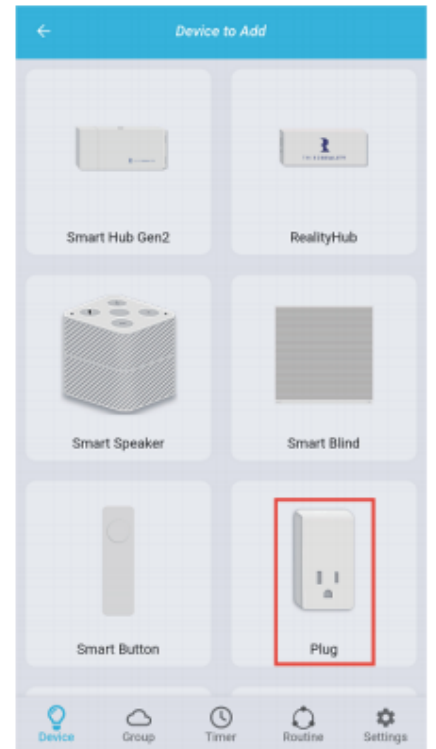 Device to Add
Smart Hub Gen2
RealityHub
Smart Speaker
Smart Blind
Smart Button
Plug
Device
Group
Timer
Routine
Settings